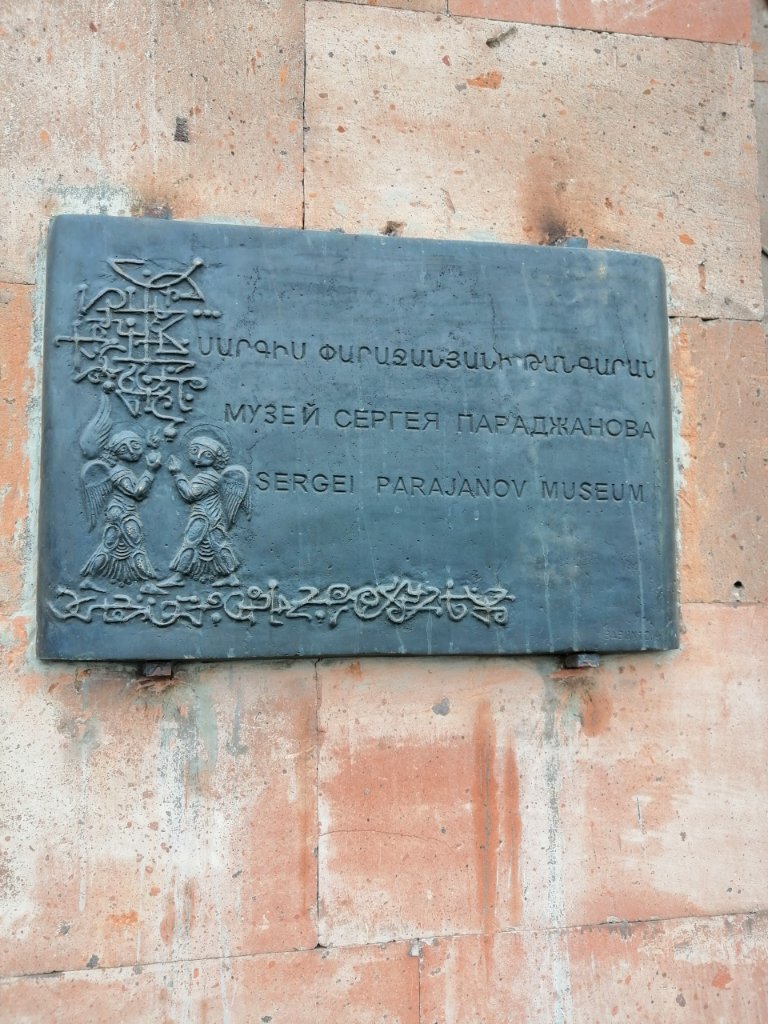 ՍԱՐԳԻՍ ՓԱՐԱՋԱՆՅԱՆԻ ԹԱՆԳԱՐԱՆ
МУЗЕЙ СЕРГЕЯ ПАРАДЖАНОВА
SERGEI PARAJANOV MUSEUM